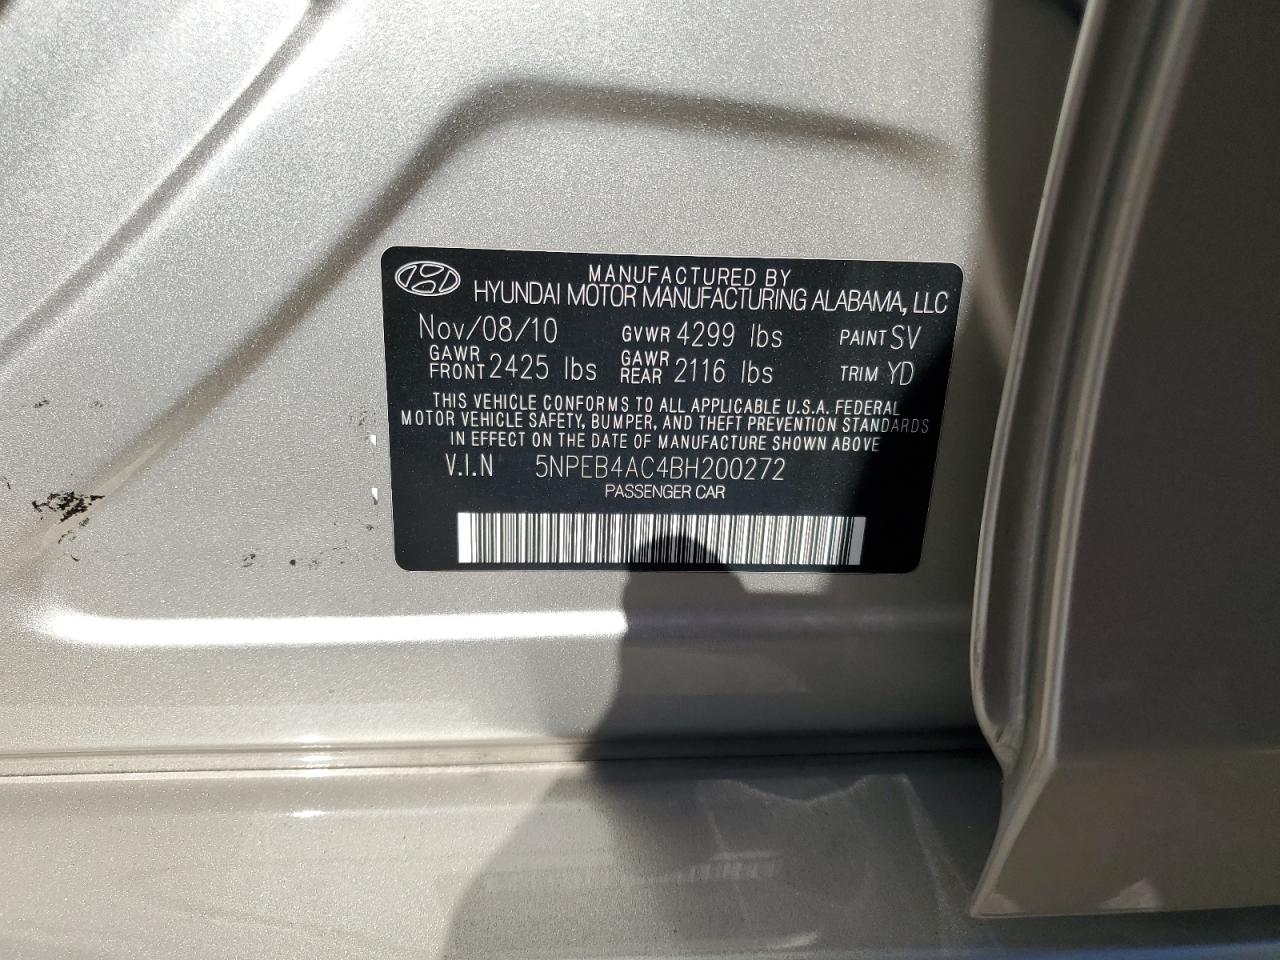 MANUFACTURED BY
HYUNDAI MOTOR MANUFACTURING ALABAMA, LLC
Nov/08/10 GVWR 4299 lbs PAINT SV
GAWR FRONT 2425 lbs GAWR REAR 2116 lbs TRIM YD
THIS VEHICLE CONFORMS TO ALL APPLICABLE U.S.A. FEDERAL
MOTOR VEHICLE SAFETY, BUMPER, AND THEFT PREVENTION STANDARDS
IN EFFECT ON THE DATE OF MANUFACTURE SHOWN ABOVE
V.I.N 5NPEB4AC4BH200272
PASSENGER CAR